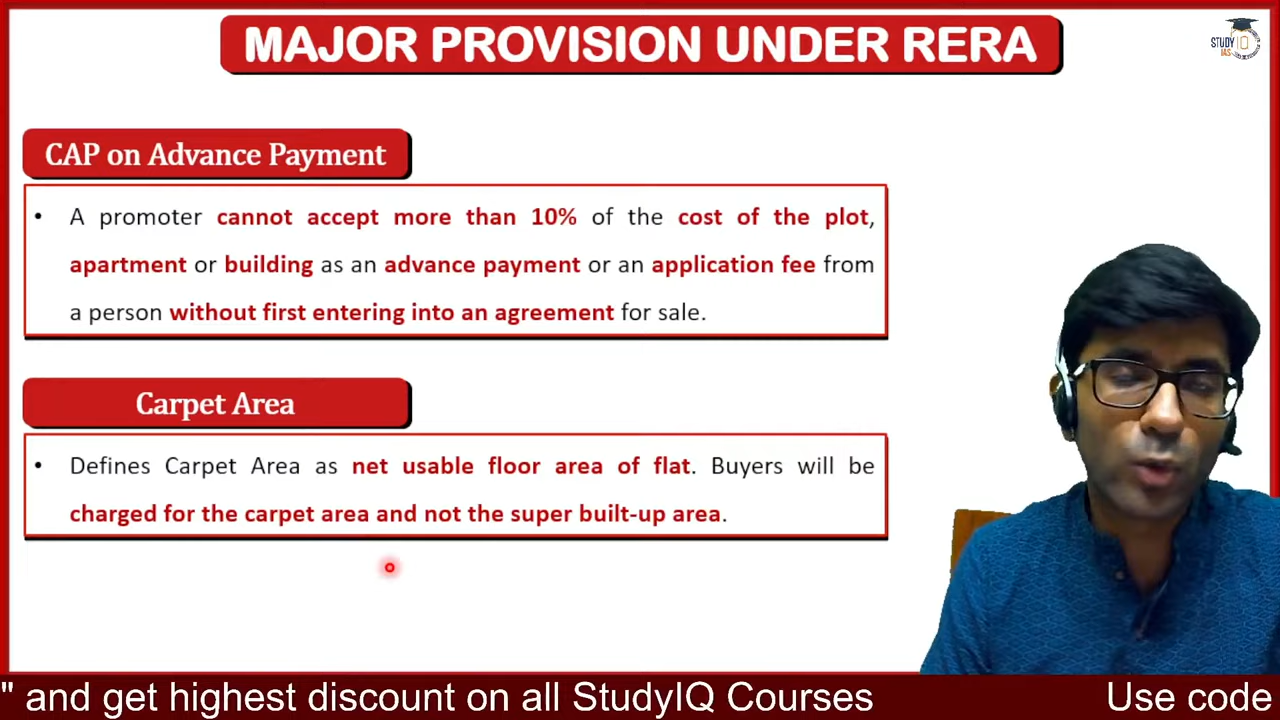 MAJOR PROVISION UNDER RERA
STUDY IQ
IAS
CAP on Advance Payment
• A promoter cannot accept more than 10% of the cost of the plot,
apartment or building as an advance payment or an application fee from
a person without first entering into an agreement for sale.
Carpet Area
• Defines Carpet Area as net usable floor area of flat. Buyers will be
charged for the carpet area and not the super built-up area.
" and get highest discount on all StudyIQ Courses
Use code